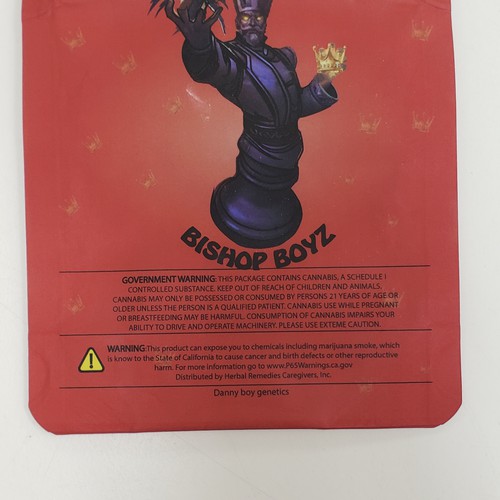 BISHOP BOYZ
GOVERNMENT WARNING: THIS PACKAGE CONTAINS CANNABIS, A SCHEDULE I
CONTROLLED SUBSTANCE. KEEP OUT OF REACH OF CHILDREN AND ANIMALS,
CANNABIS MAY ONLY BE POSSESSED OR CONSUMED BY PERSONS 21 YEARS OF AGE OR
OLDER UNLESS THE PERSON IS A QUALIFIED PATIENT. CANNABIS USE WHILE PREGNANT
OR BREASTFEEDING MAY BE HARMFUL. CONSUMPTION OF CANNABIS IMPAIRS YOUR
ABILITY TO DRIVE AND OPERATE MACHINERY. PLEASE USE EXTEME CAUTION.
WARNING: This product can expose you to chemicals including marijuana smoke, which
is know to the State of California to cause cancer and birth defects or other reproductive
harm. For more information go to www.P65Warnings.ca.gov
Distributed by Herbal Remedies Caregivers, Inc.
Danny boy genetics